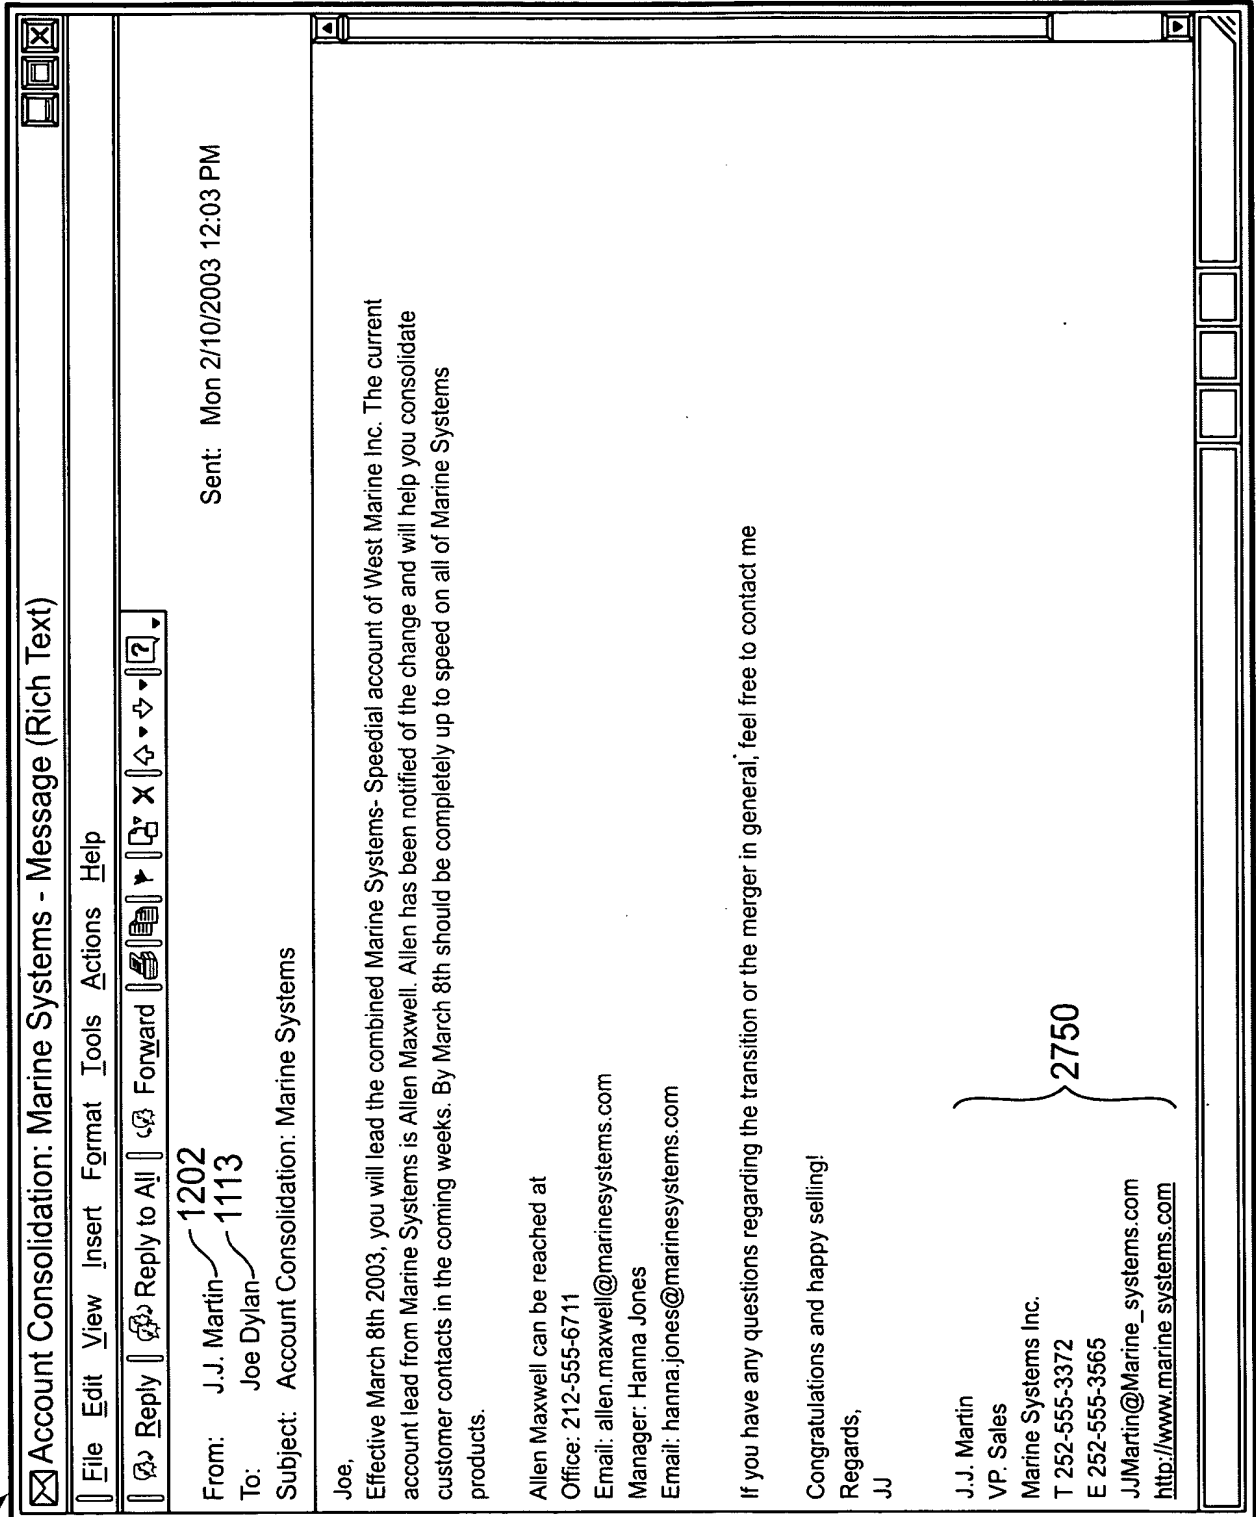 Account Consolidation: Marine Systems - Message (Rich Text)
File Edit View Insert Format Tools Actions Help
Reply Reply to All Forward ?
From: J.J. Martin 1202
Sent: Mon 2/10/2003 12:03 PM
To: Joe Dylan 1113
Subject: Account Consolidation: Marine Systems
Joe,
Effective March 8th 2003, you will lead the combined Marine Systems- Speedial account of West Marine Inc. The current
account lead from Marine Systems is Allen Maxwell. Allen has been notified of the change and will help you consolidate
customer contacts in the coming weeks. By March 8th should be completely up to speed on all of Marine Systems
products.
Allen Maxwell can be reached at
Office: 212-555-6711
Email: allen.maxwell@marinesystems.com
Manager: Hanna Jones
Email: hanna.jones@marinesystems.com
If you have any questions regarding the transition or the merger in general, feel free to contact me
Congratulations and happy selling!
Regards,
JJ
J.J. Martin
VP. Sales
Marine Systems Inc.
T 252-555-3372
E 252-555-3565
JJMartin@Marine_systems.com
http://www.marine systems.com
2750